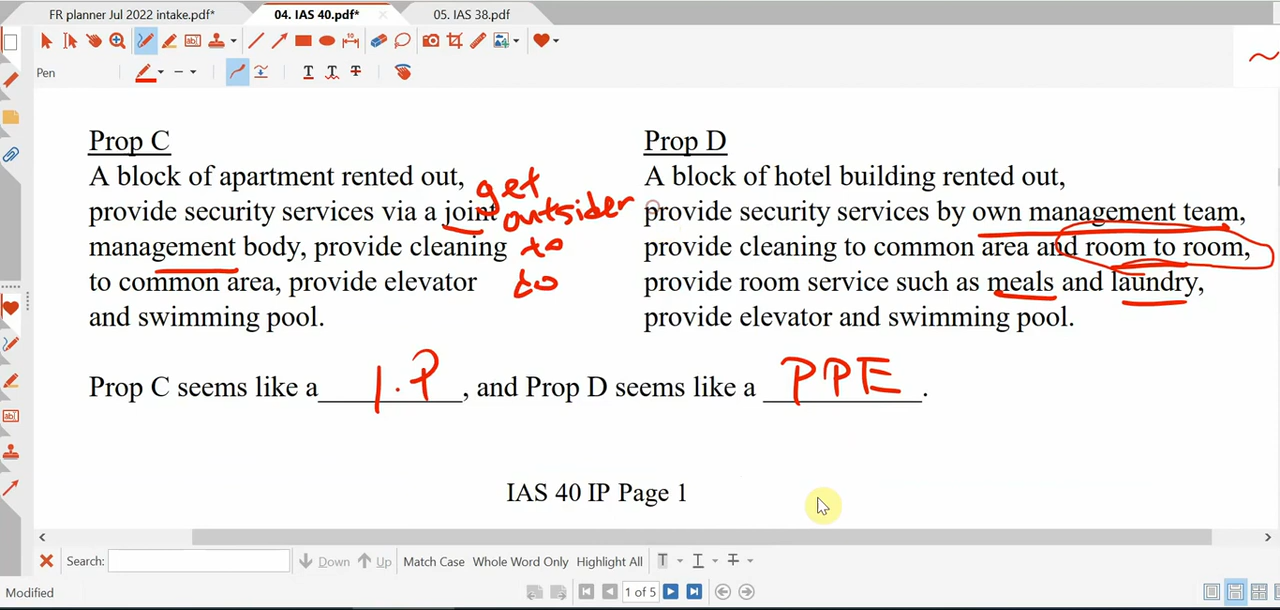 FR planner Jul 2022 intake.pdf*
04. IAS 40.pdf*
05. IAS 38.pdf
Pen
Prop C
A block of apartment rented out,
provide security services via a joint
management body, provide cleaning
to common area, provide elevator
and swimming pool.
get
outsider
to
to
Prop D
A block of hotel building rented out,
provide security services by own management team,
provide cleaning to common area and room to room,
provide room service such as meals and laundry,
provide elevator and swimming pool.
Prop C seems like a I.P, and Prop D seems like a PPE.
IAS 40 IP Page 1
Search: Down Up Match Case Whole Word Only Highlight All
Modified
1 of 5